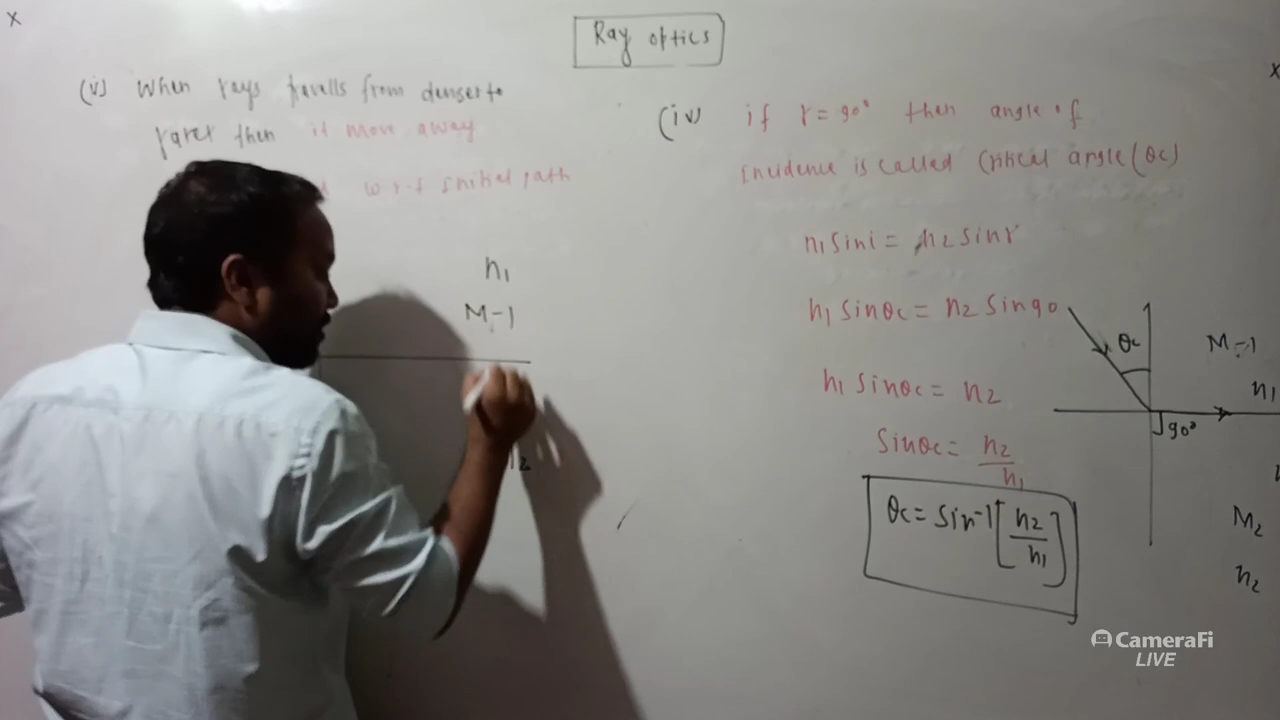 Ray optics
(v) When rays travells from denser to
rarer then it move away
w.r.t initial path
n1
M-1
n2
(iv) if r = 90° then angle of
incidence is called Critical angle (θc)
n1 sini = n2 sinr
n1 sinθc = n2 sin90
n1 sinθc = n2
sinθc = n2/n1
θc = sin-1[n2/n1]
θc
M-1
n1
90°
M2
n2
CameraFi
LIVE